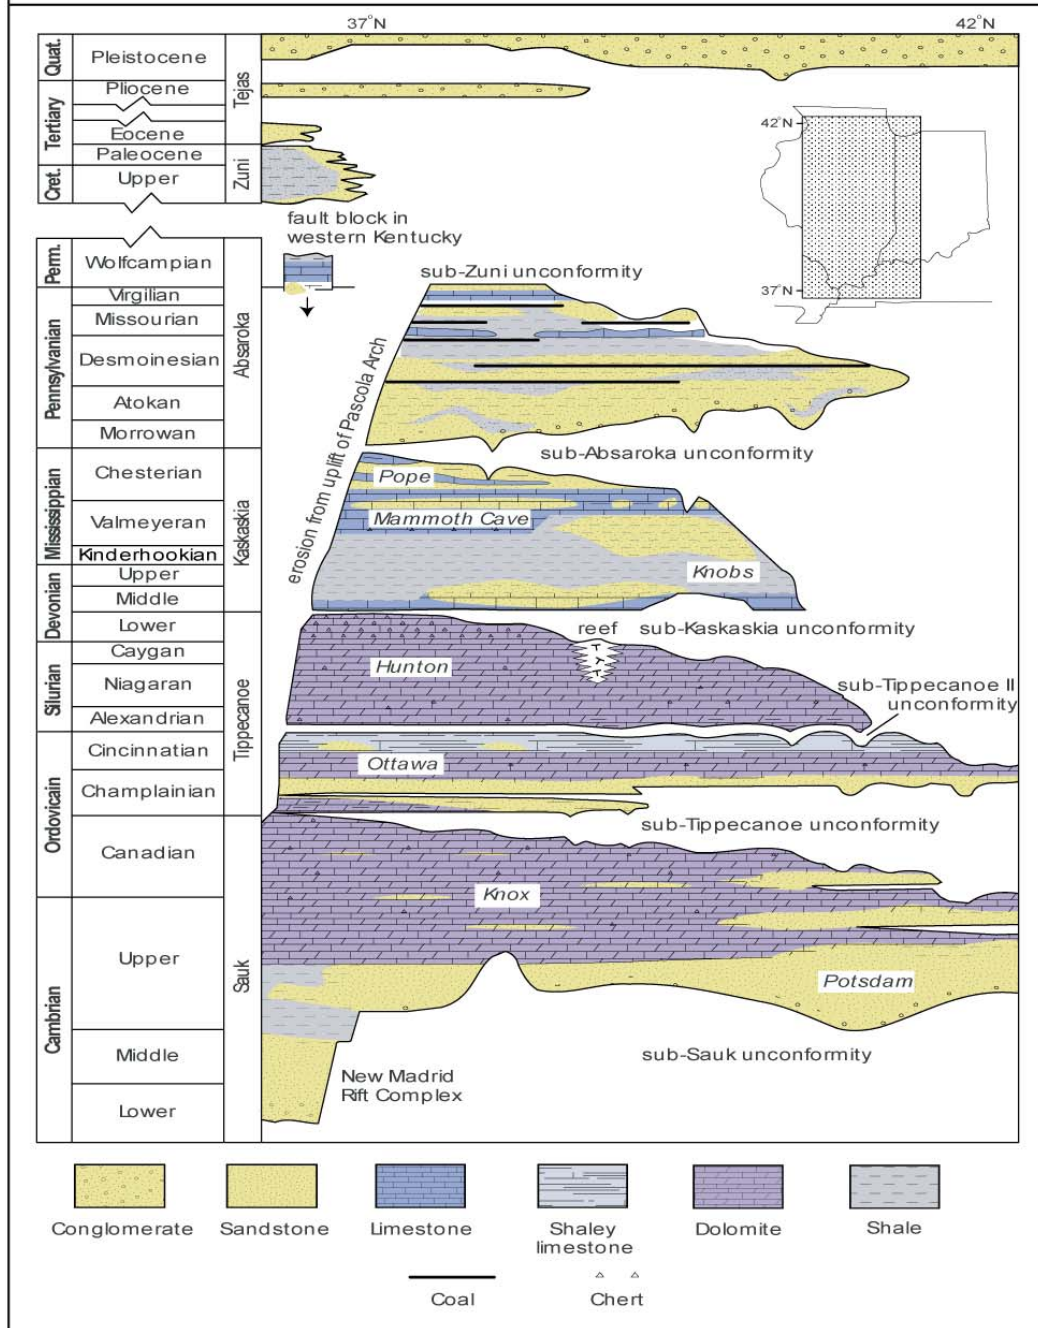 37°N
42°N
Quat.
Pleistocene
Tertiary
Pliocene
Eocene
Paleocene
Cret.
Upper
Tejas
Zuni
42°N
37°N
fault block in
western Kentucky
Perm.
Wolfcampian
sub-Zuni unconformity
Pennsylvanian
Virgilian
Missourian
Desmoinesian
Atokan
Morrowan
Absaroka
erosion from uplift of Pascola Arch
sub-Absaroka unconformity
Mississippian
Chesterian
Valmeyeran
Kinderhookian
Kaskaskia
Pope
Mammoth Cave
Knobs
Devonian
Upper
Middle
Lower
reef
sub-Kaskaskia unconformity
Silurian
Caygan
Niagaran
Alexandrian
Tippecanoe
Hunton
sub-Tippecanoe II
unconformity
Ordovicain
Cincinnatian
Champlainian
Canadian
Ottawa
sub-Tippecanoe unconformity
Knox
Cambrian
Upper
Middle
Lower
Sauk
Potsdam
sub-Sauk unconformity
New Madrid
Rift Complex
Conglomerate
Sandstone
Limestone
Shaley
limestone
Dolomite
Shale
Coal
Chert